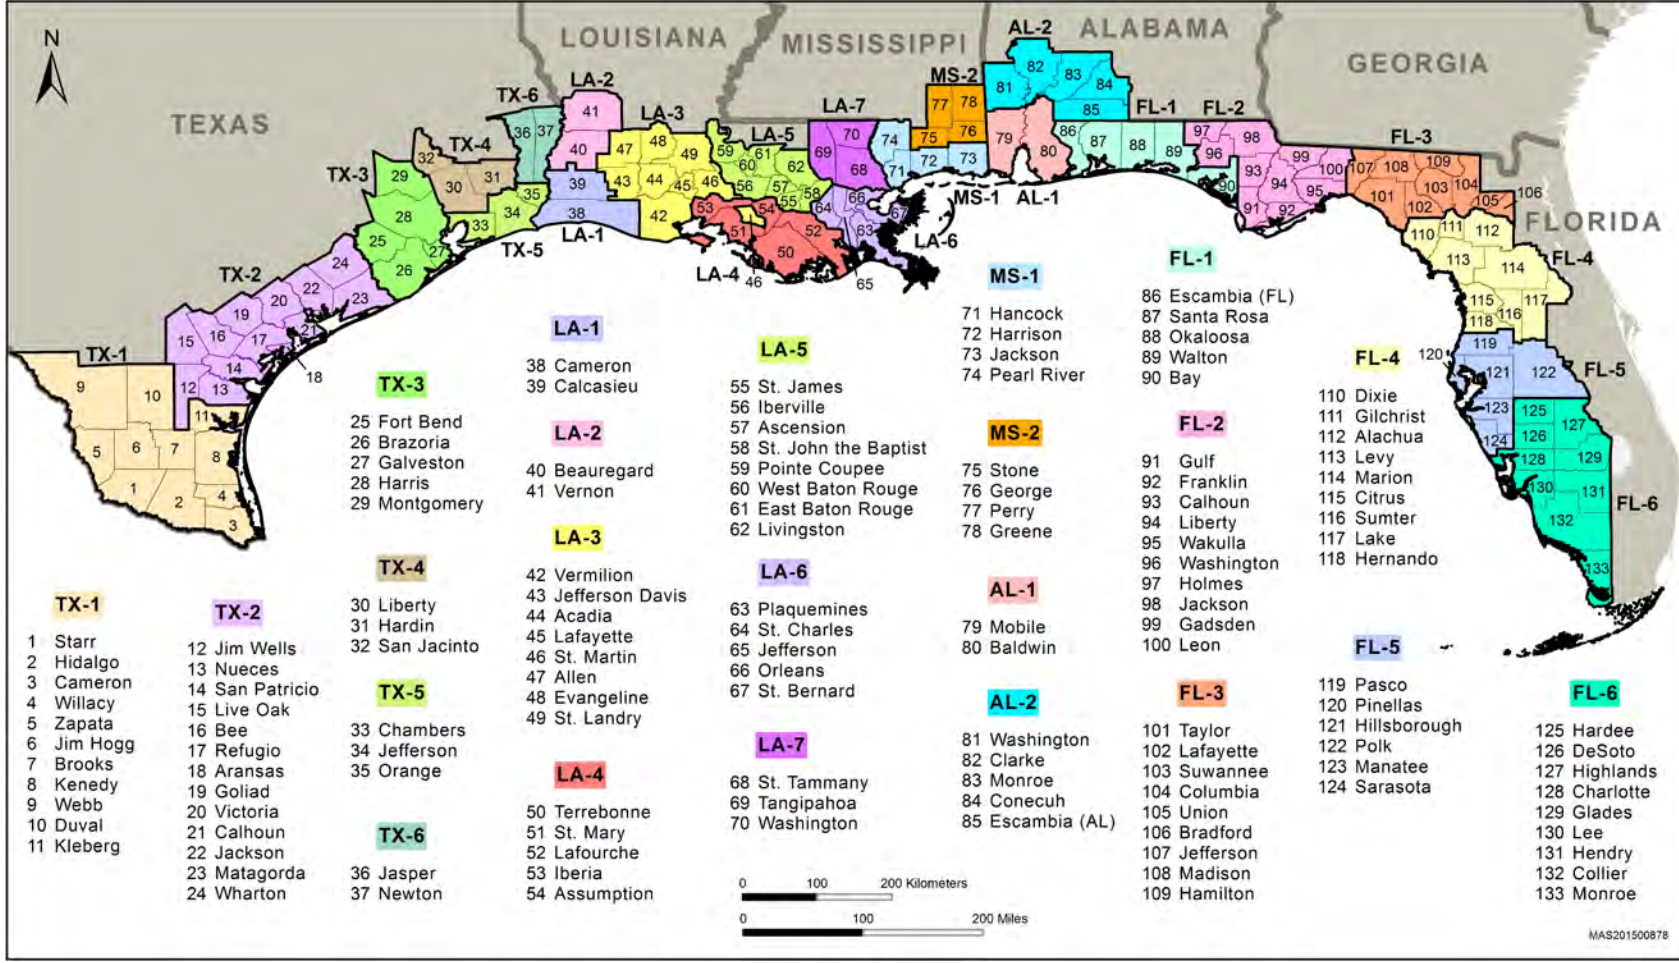 N
TEXAS
LOUISIANA
MISSISSIPPI
ALABAMA
GEORGIA
FLORIDA
TX-1
TX-2
TX-3
TX-4
TX-5
TX-6
LA-1
LA-2
LA-3
LA-4
LA-5
LA-6
LA-7
MS-1
MS-2
AL-1
AL-2
FL-1
FL-2
FL-3
FL-4
FL-5
FL-6
TX-1
1 Starr
2 Hidalgo
3 Cameron
4 Willacy
5 Zapata
6 Jim Hogg
7 Brooks
8 Kenedy
9 Webb
10 Duval
11 Kleberg
TX-2
12 Jim Wells
13 Nueces
14 San Patricio
15 Live Oak
16 Bee
17 Refugio
18 Aransas
19 Goliad
20 Victoria
21 Calhoun
22 Jackson
23 Matagorda
24 Wharton
TX-3
25 Fort Bend
26 Brazoria
27 Galveston
28 Harris
29 Montgomery
TX-4
30 Liberty
31 Hardin
32 San Jacinto
TX-5
33 Chambers
34 Jefferson
35 Orange
TX-6
36 Jasper
37 Newton
LA-1
38 Cameron
39 Calcasieu
LA-2
40 Beauregard
41 Vernon
LA-3
42 Vermilion
43 Jefferson Davis
44 Acadia
45 Lafayette
46 St. Martin
47 Allen
48 Evangeline
49 St. Landry
LA-4
50 Terrebonne
51 St. Mary
52 Lafourche
53 Iberia
54 Assumption
LA-5
55 St. James
56 Iberville
57 Ascension
58 St. John the Baptist
59 Pointe Coupee
60 West Baton Rouge
61 East Baton Rouge
62 Livingston
LA-6
63 Plaquemines
64 St. Charles
65 Jefferson
66 Orleans
67 St. Bernard
LA-7
68 St. Tammany
69 Tangipahoa
70 Washington
MS-1
71 Hancock
72 Harrison
73 Jackson
74 Pearl River
MS-2
75 Stone
76 George
77 Perry
78 Greene
AL-1
79 Mobile
80 Baldwin
AL-2
81 Washington
82 Clarke
83 Monroe
84 Conecuh
85 Escambia (AL)
FL-1
86 Escambia (FL)
87 Santa Rosa
88 Okaloosa
89 Walton
90 Bay
FL-2
91 Gulf
92 Franklin
93 Calhoun
94 Liberty
95 Wakulla
96 Washington
97 Holmes
98 Jackson
99 Gadsden
100 Leon
FL-3
101 Taylor
102 Lafayette
103 Suwannee
104 Columbia
105 Union
106 Bradford
107 Jefferson
108 Madison
109 Hamilton
FL-4
110 Dixie
111 Gilchrist
112 Alachua
113 Levy
114 Marion
115 Citrus
116 Sumter
117 Lake
118 Hernando
FL-5
119 Pasco
120 Pinellas
121 Hillsborough
122 Polk
123 Manatee
124 Sarasota
FL-6
125 Hardee
126 DeSoto
127 Highlands
128 Charlotte
129 Glades
130 Lee
131 Hendry
132 Collier
133 Monroe
0 100 200 Kilometers
0 100 200 Miles
MAS201500878